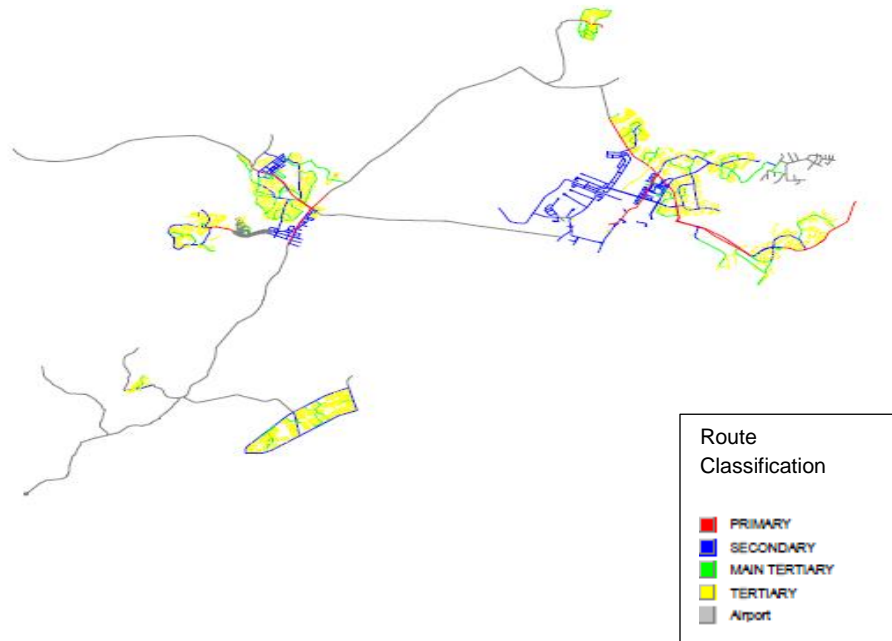 Route
Classification
PRIMARY
SECONDARY
MAIN TERTIARY
TERTIARY
Airport